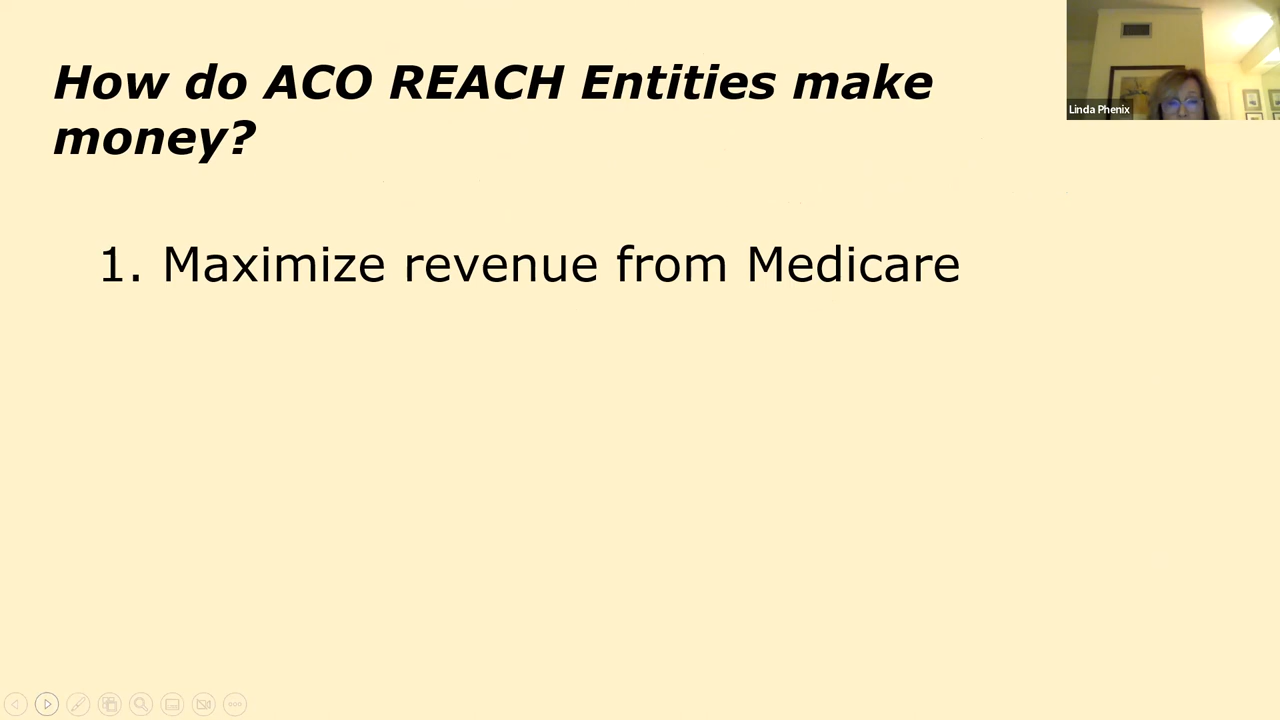 How do ACO REACH Entities make
money?
Linda Phenix
1. Maximize revenue from Medicare